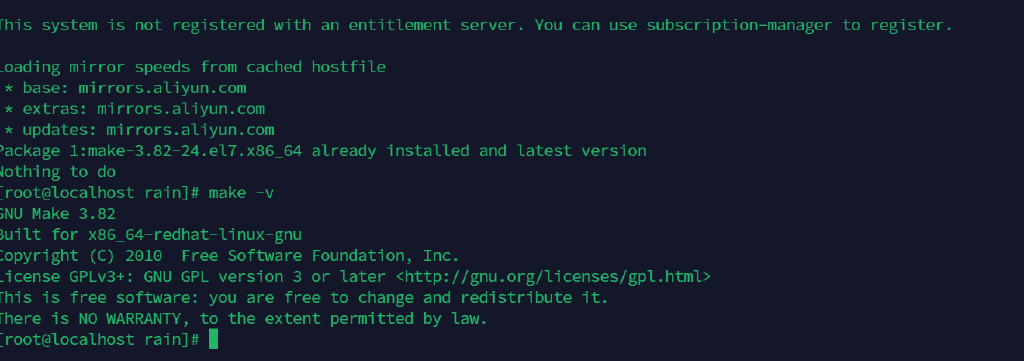 This system is not registered with an entitlement server. You can use subscription-manager to register.
Loading mirror speeds from cached hostfile
* base: mirrors.aliyun.com
* extras: mirrors.aliyun.com
* updates: mirrors.aliyun.com
Package 1:make-3.82-24.el7.x86_64 already installed and latest version
Nothing to do
[root@localhost rain]# make -v
GNU Make 3.82
Built for x86_64-redhat-linux-gnu
Copyright (C) 2010  Free Software Foundation, Inc.
License GPLv3+: GNU GPL version 3 or later <http://gnu.org/licenses/gpl.html>
This is free software: you are free to change and redistribute it.
There is NO WARRANTY, to the extent permitted by law.
[root@localhost rain]#